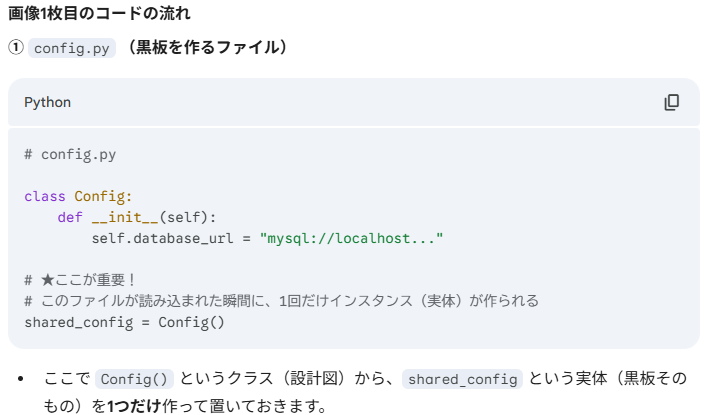 画像1枚目のコードの流れ
① config.py （黒板を作るファイル）
Python
# config.py
class Config:
    def __init__(self):
        self.database_url = "mysql://localhost..."
# ★ここが重要！
# このファイルが読み込まれた瞬間に、1回だけインスタンス（実体）が作られる
shared_config = Config()
• ここで Config() というクラス（設計図）から、shared_config という実体（黒板その
もの）を1つだけ作って置いておきます。